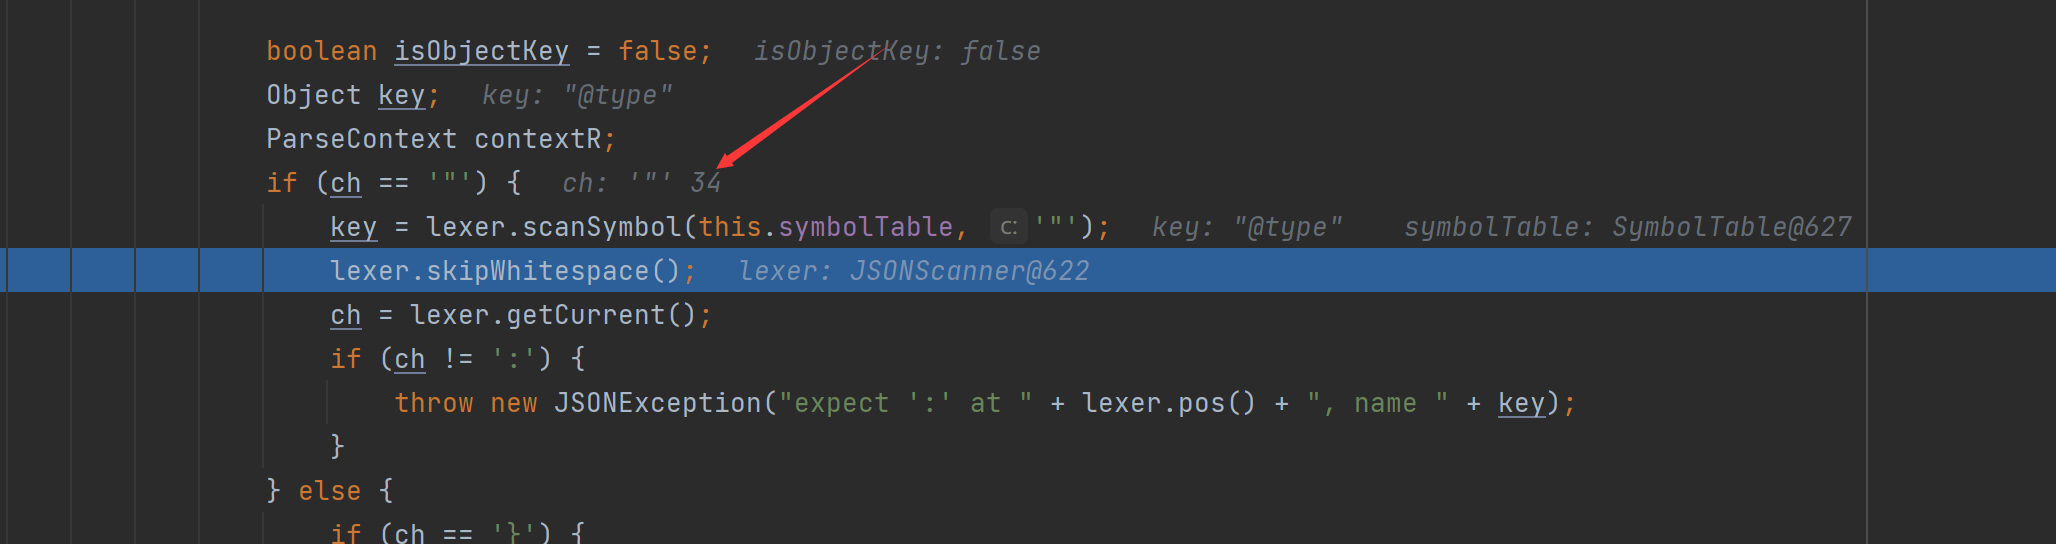 boolean isObjectKey = false;   isObjectKey: false
Object key;   key: "@type"
ParseContext contextR;
if (ch == '"') {   ch: '"' 34
key = lexer.scanSymbol(this.symbolTable, c: '"');   key: "@type"   symbolTable: SymbolTable@627
lexer.skipWhitespace();   lexer: JSONScanner@622
ch = lexer.getCurrent();
if (ch != ':') {
throw new JSONException("expect ':' at " + lexer.pos() + ", name " + key);
}
} else {
if (ch == '}') {